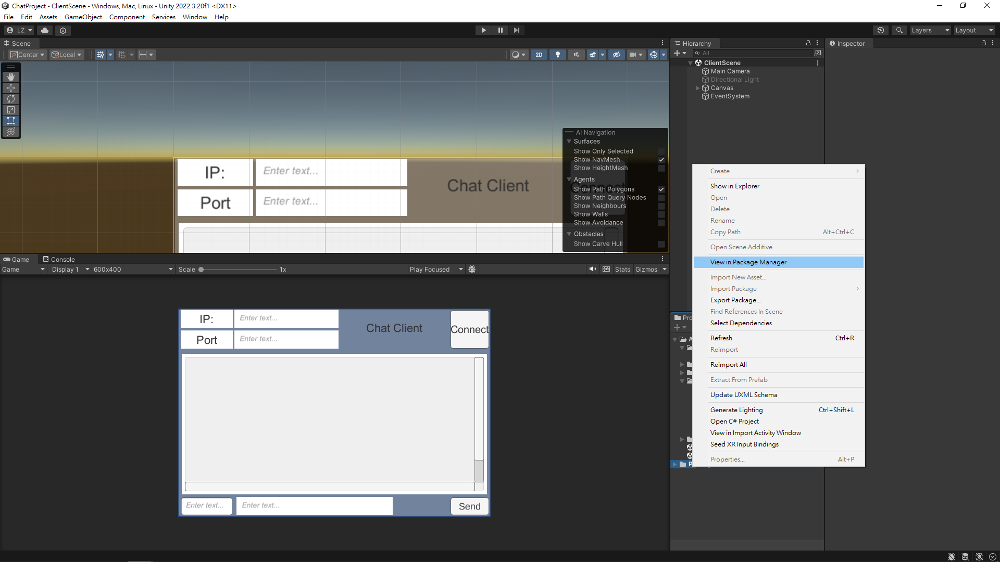 ChatProject - ClientScene - Windows, Mac, Linux - Unity 2022.3.20f1 <DX11>
File Edit Assets GameObject Component Services Window Help
LZ
Layers
Layout
Scene
Center
Local
2D
AI Navigation
Surfaces
Show Only Selected
Show NavMesh
Show HeightMesh
Agents
Show Path Polygons
Show Path Query Nodes
Show Neighbours
Show Walls
Show Avoidance
Obstacles
Show Carve Hull
IP:
Enter text...
Chat Client
Connect
Port
Enter text...
Game
Console
Game
Display 1
600x400
Scale
1x
Play Focused
Stats
Gizmos
IP:
Enter text...
Chat Client
Connect
Port
Enter text...
Enter text...
Enter text...
Send
Hierarchy
All
ClientScene
Main Camera
Directional Light
Canvas
EventSystem
Pro
A
P
Create
Show in Explorer
Open
Delete
Rename
Copy Path Alt+Ctrl+C
Open Scene Additive
View in Package Manager
Import New Asset...
Import Package
Export Package...
Find References In Scene
Select Dependencies
Refresh Ctrl+R
Reimport
Reimport All
Extract From Prefab
Update UXML Schema
Generate Lighting Ctrl+Shift+L
Open C# Project
View in Import Activity Window
Seed XR Input Bindings
Properties... Alt+P
Inspector